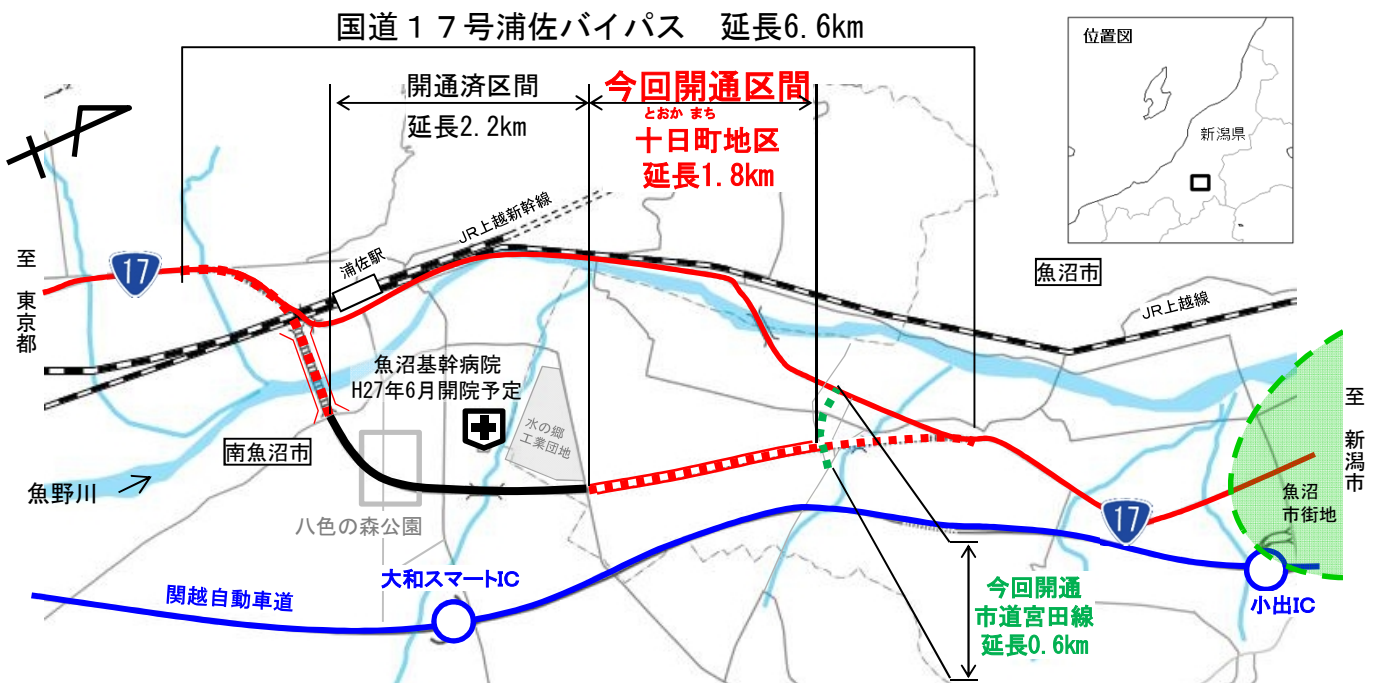 国道１７号浦佐バイパス　延長6.6km
開通済区間
延長2.2km
今回開通区間
とおか まち
十日町地区
延長1.8km
位置図
新潟県
至 東京都
17
浦佐駅
JR上越新幹線
魚沼市
JR上越線
魚沼基幹病院
H27年6月開院予定
水の郷
工業団地
南魚沼市
魚野川
八色の森公園
至 新潟市
魚沼
市街地
17
関越自動車道
大和スマートIC
今回開通
市道宮田線
延長0.6km
小出IC